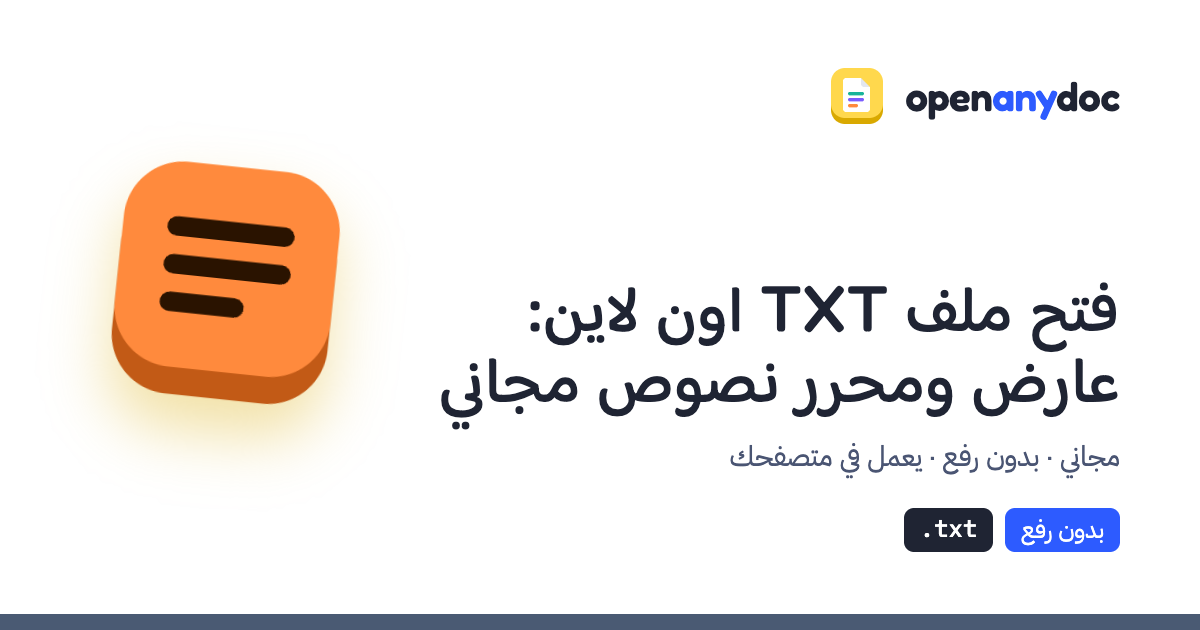 openanydoc
فتح ملف TXT اون لاين:
عارض ومحرر نصوص مجاني
مجاني · بدون رفع · يعمل في متصفحك
بدون رفع
.txt